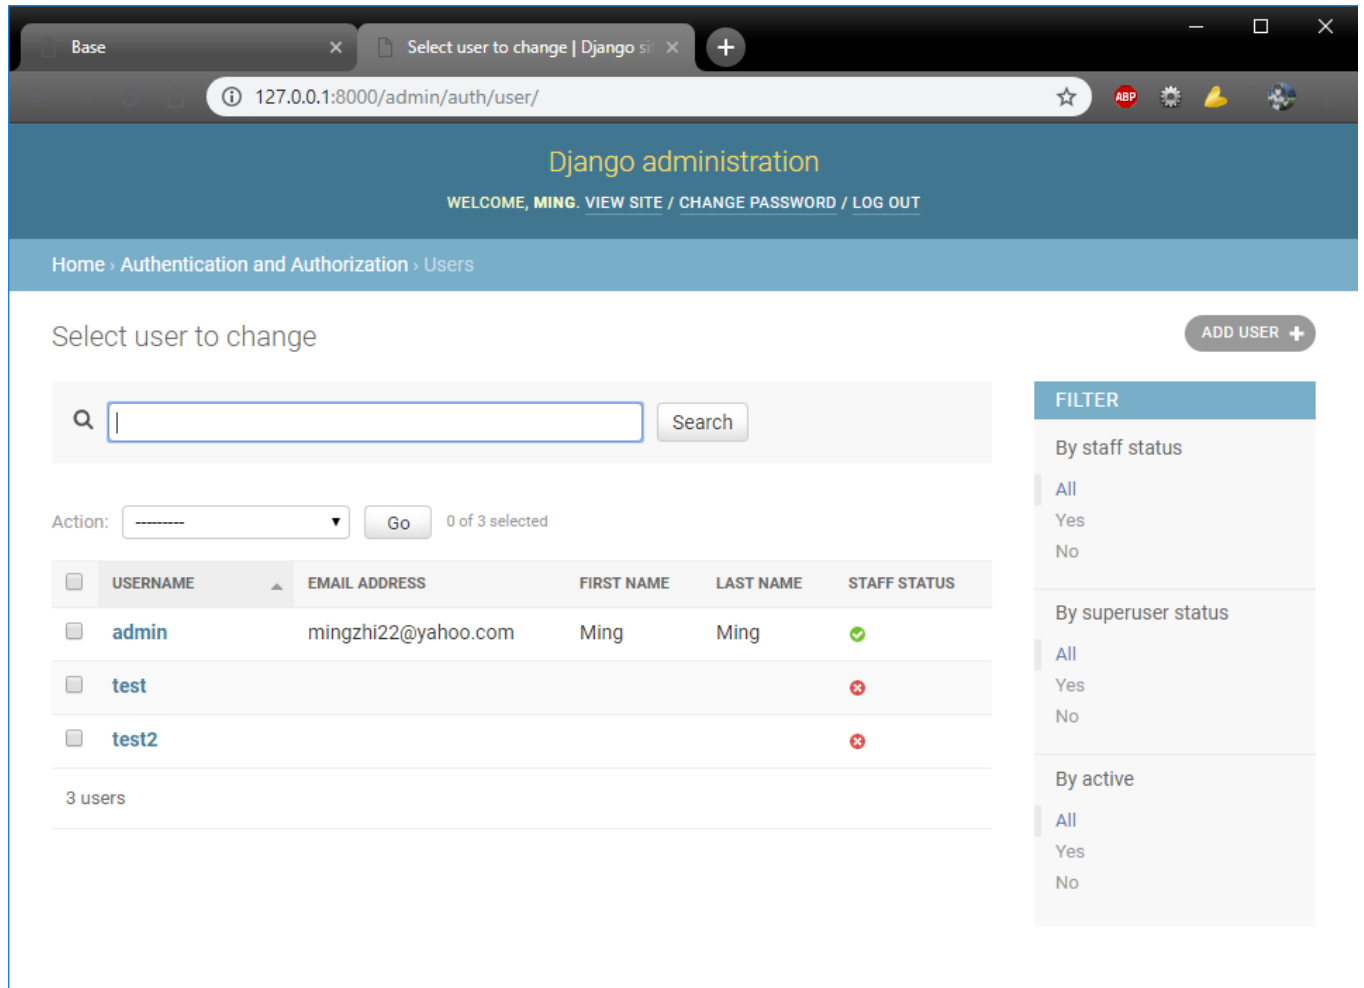 Base
Select user to change | Django si
127.0.0.1:8000/admin/auth/user/
ABP
Django administration
WELCOME, MING. VIEW SITE / CHANGE PASSWORD / LOG OUT
Home › Authentication and Authorization › Users
Select user to change
ADD USER +
Search
Action: --------- Go 0 of 3 selected
USERNAME EMAIL ADDRESS FIRST NAME LAST NAME STAFF STATUS
admin mingzhi22@yahoo.com Ming Ming
test
test2
3 users
FILTER
By staff status
All
Yes
No
By superuser status
All
Yes
No
By active
All
Yes
No